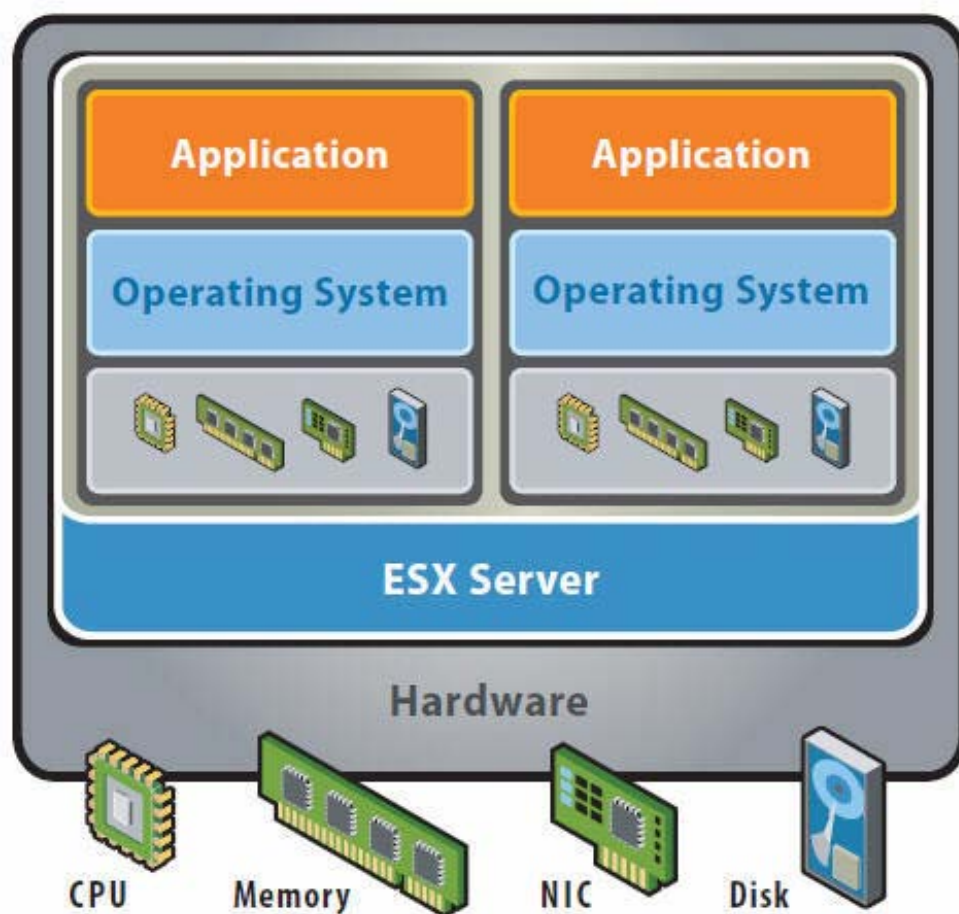 Application
Application
Operating System
Operating System
ESX Server
Hardware
CPU
Memory
NIC
Disk